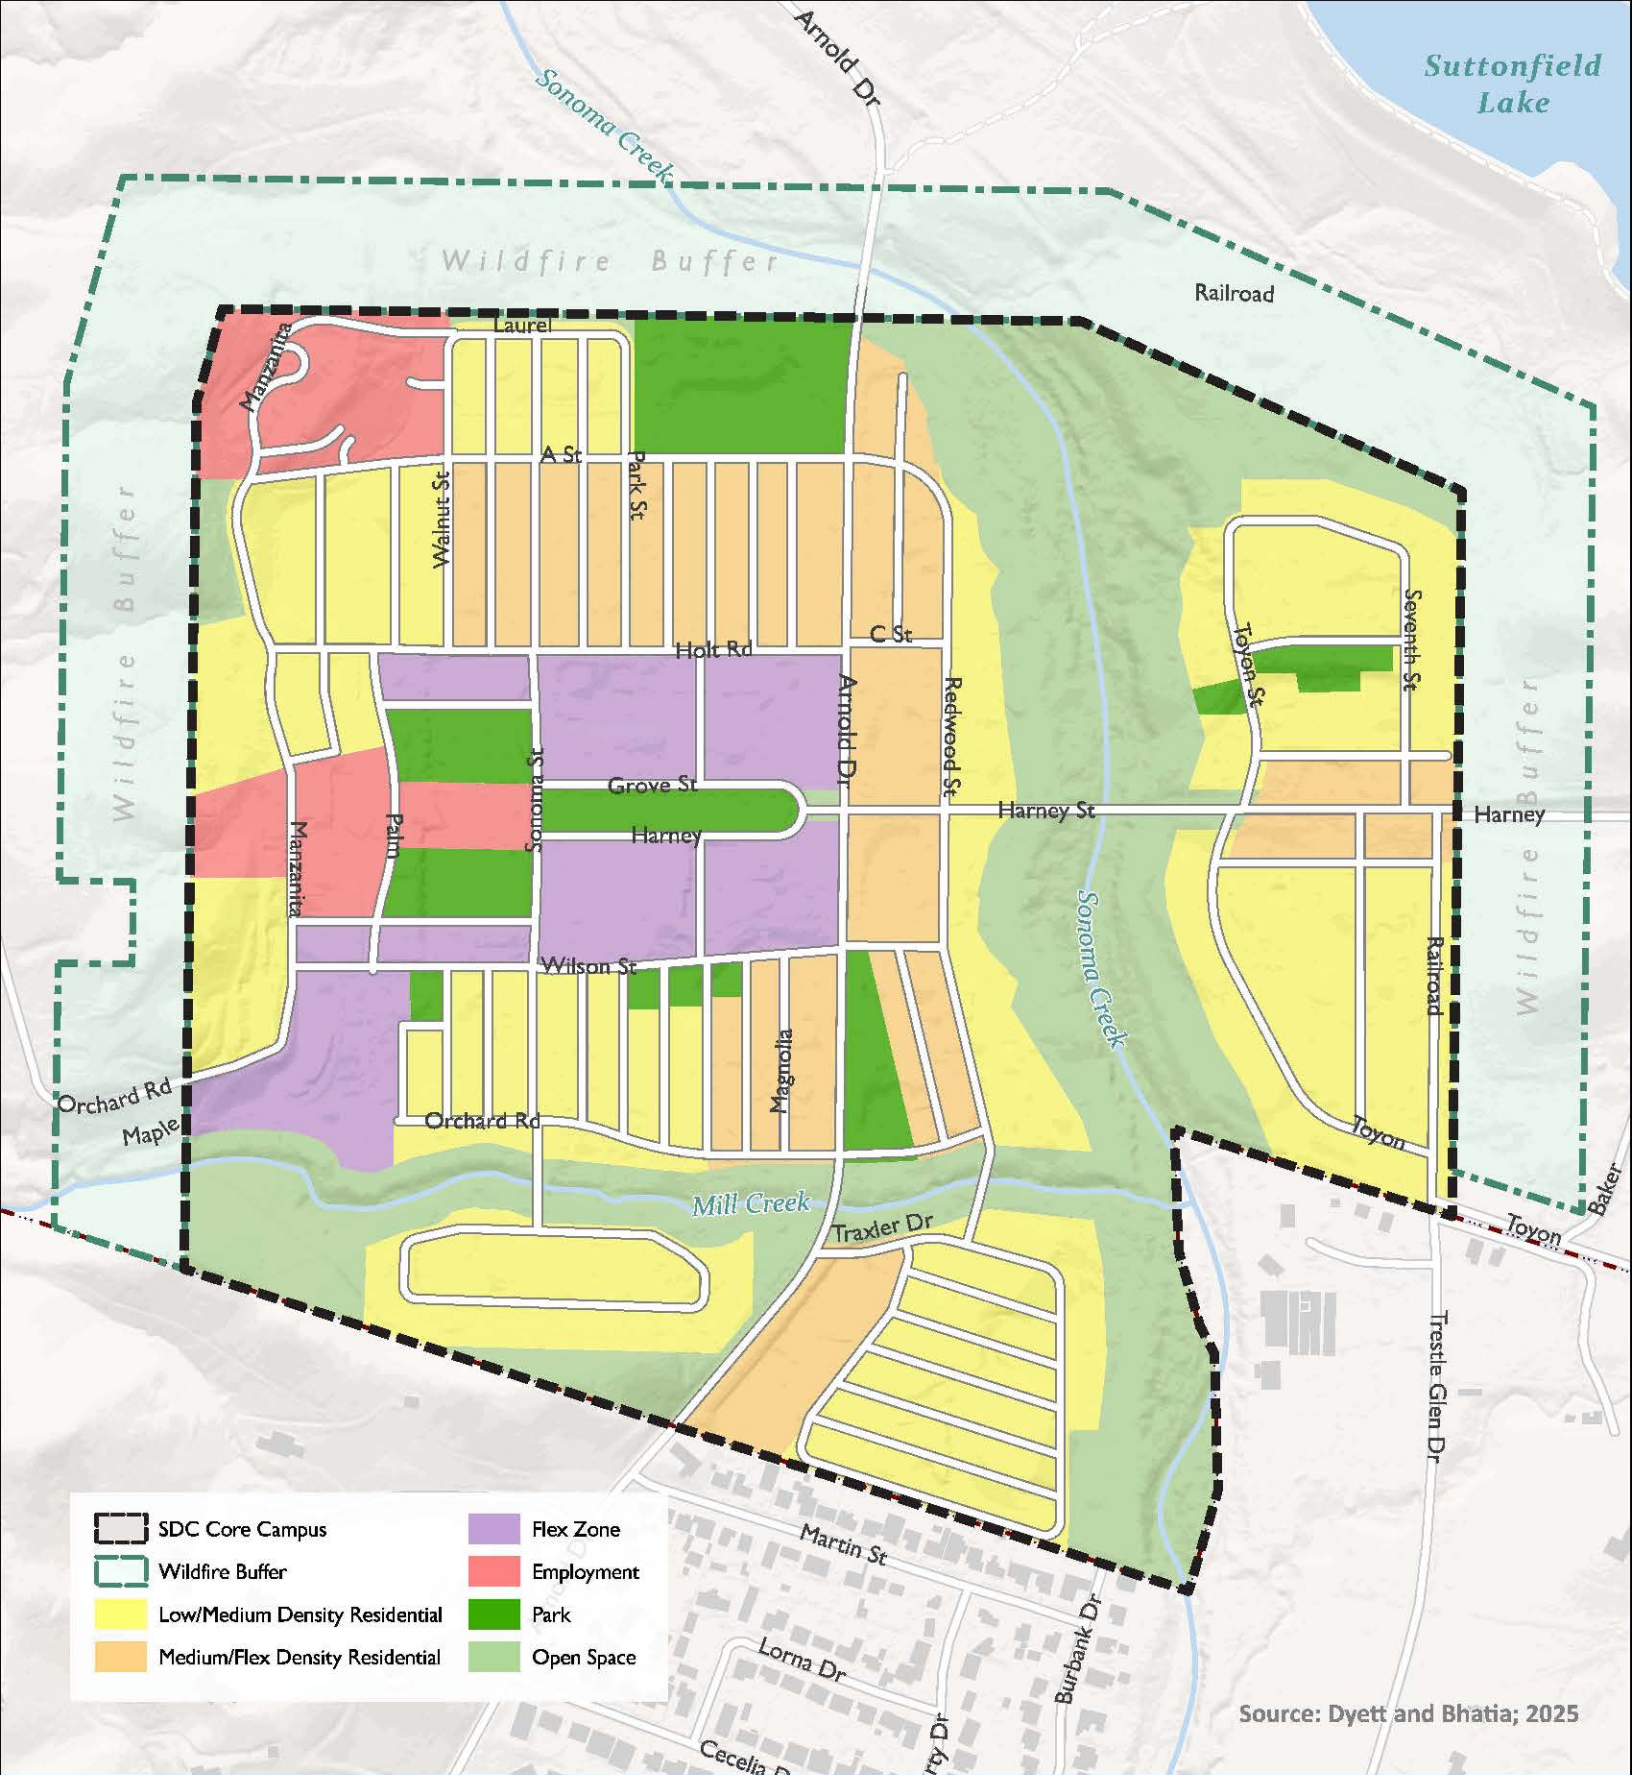 Arnold Dr
Suttonfield
Lake
Sonoma Creek
Wildfire Buffer
Railroad
Laurel
Manzanita
A St
Park St
Walnut St
Wildfire Buffer
Seventh St
C St
Holt Rd
Toyon St
Arnold Dr
Redwood St
Wildfire Buffer
Sonoma St
Grove St
Harney St
Harney
Harney
Palm
Manzanita
Sonoma Creek
Railroad
Wilson St
Magnolia
Orchard Rd
Maple
Orchard Rd
Toyon
Baker
Mill Creek
Traxler Dr
Toyon
Trestle Glen Dr
SDC Core Campus
Wildfire Buffer
Low/Medium Density Residential
Medium/Flex Density Residential
Flex Zone
Employment
Park
Open Space
Martin St
Burbank Dr
Lorna Dr
Cecelia D
rty Dr
Source: Dyett and Bhatia; 2025